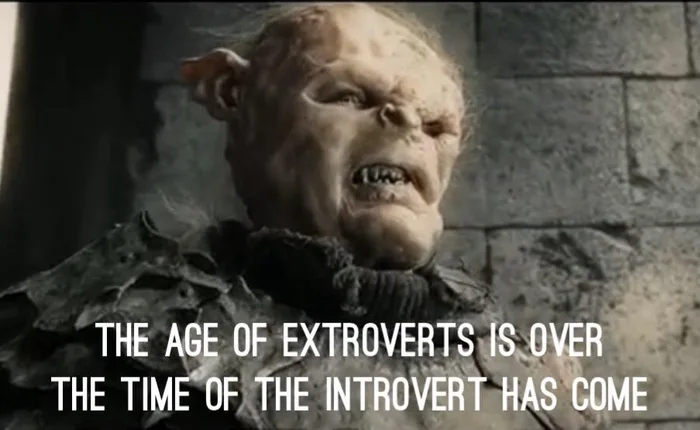 THE AGE OF EXTROVERTS IS OVER
THE TIME OF THE INTROVERT HAS COME